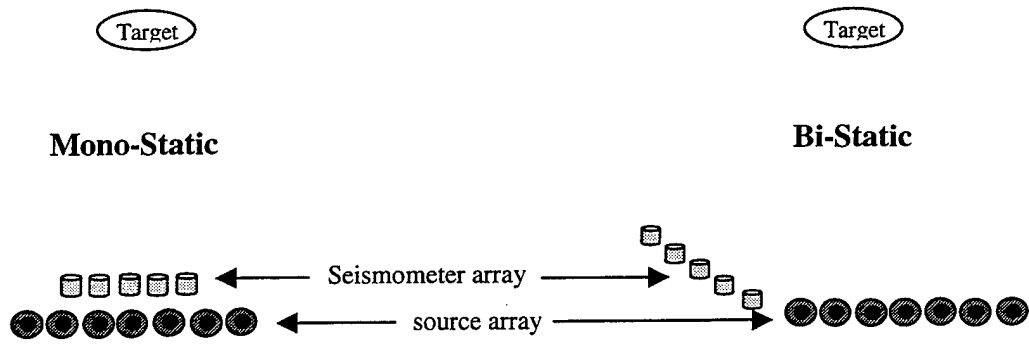 Target
Target
Mono-Static
Bi-Static
Seismometer array
source array